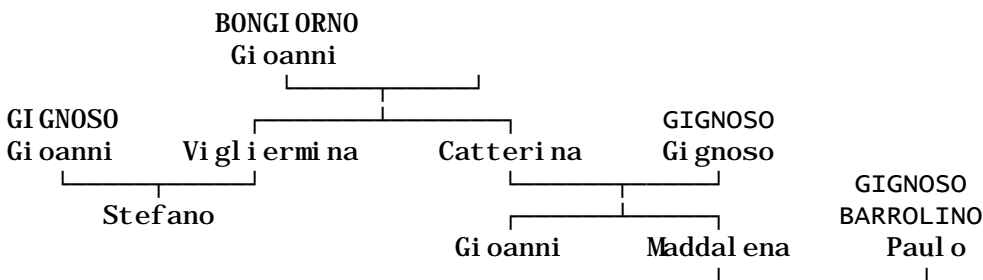 BONGIORNO
Gioanni
GIGNOSO GIGNOSO
Gioanni Vigliermina Catterina Gignoso
GIGNOSO
Stefano BARROLINO
Gioanni Maddalena Paulo